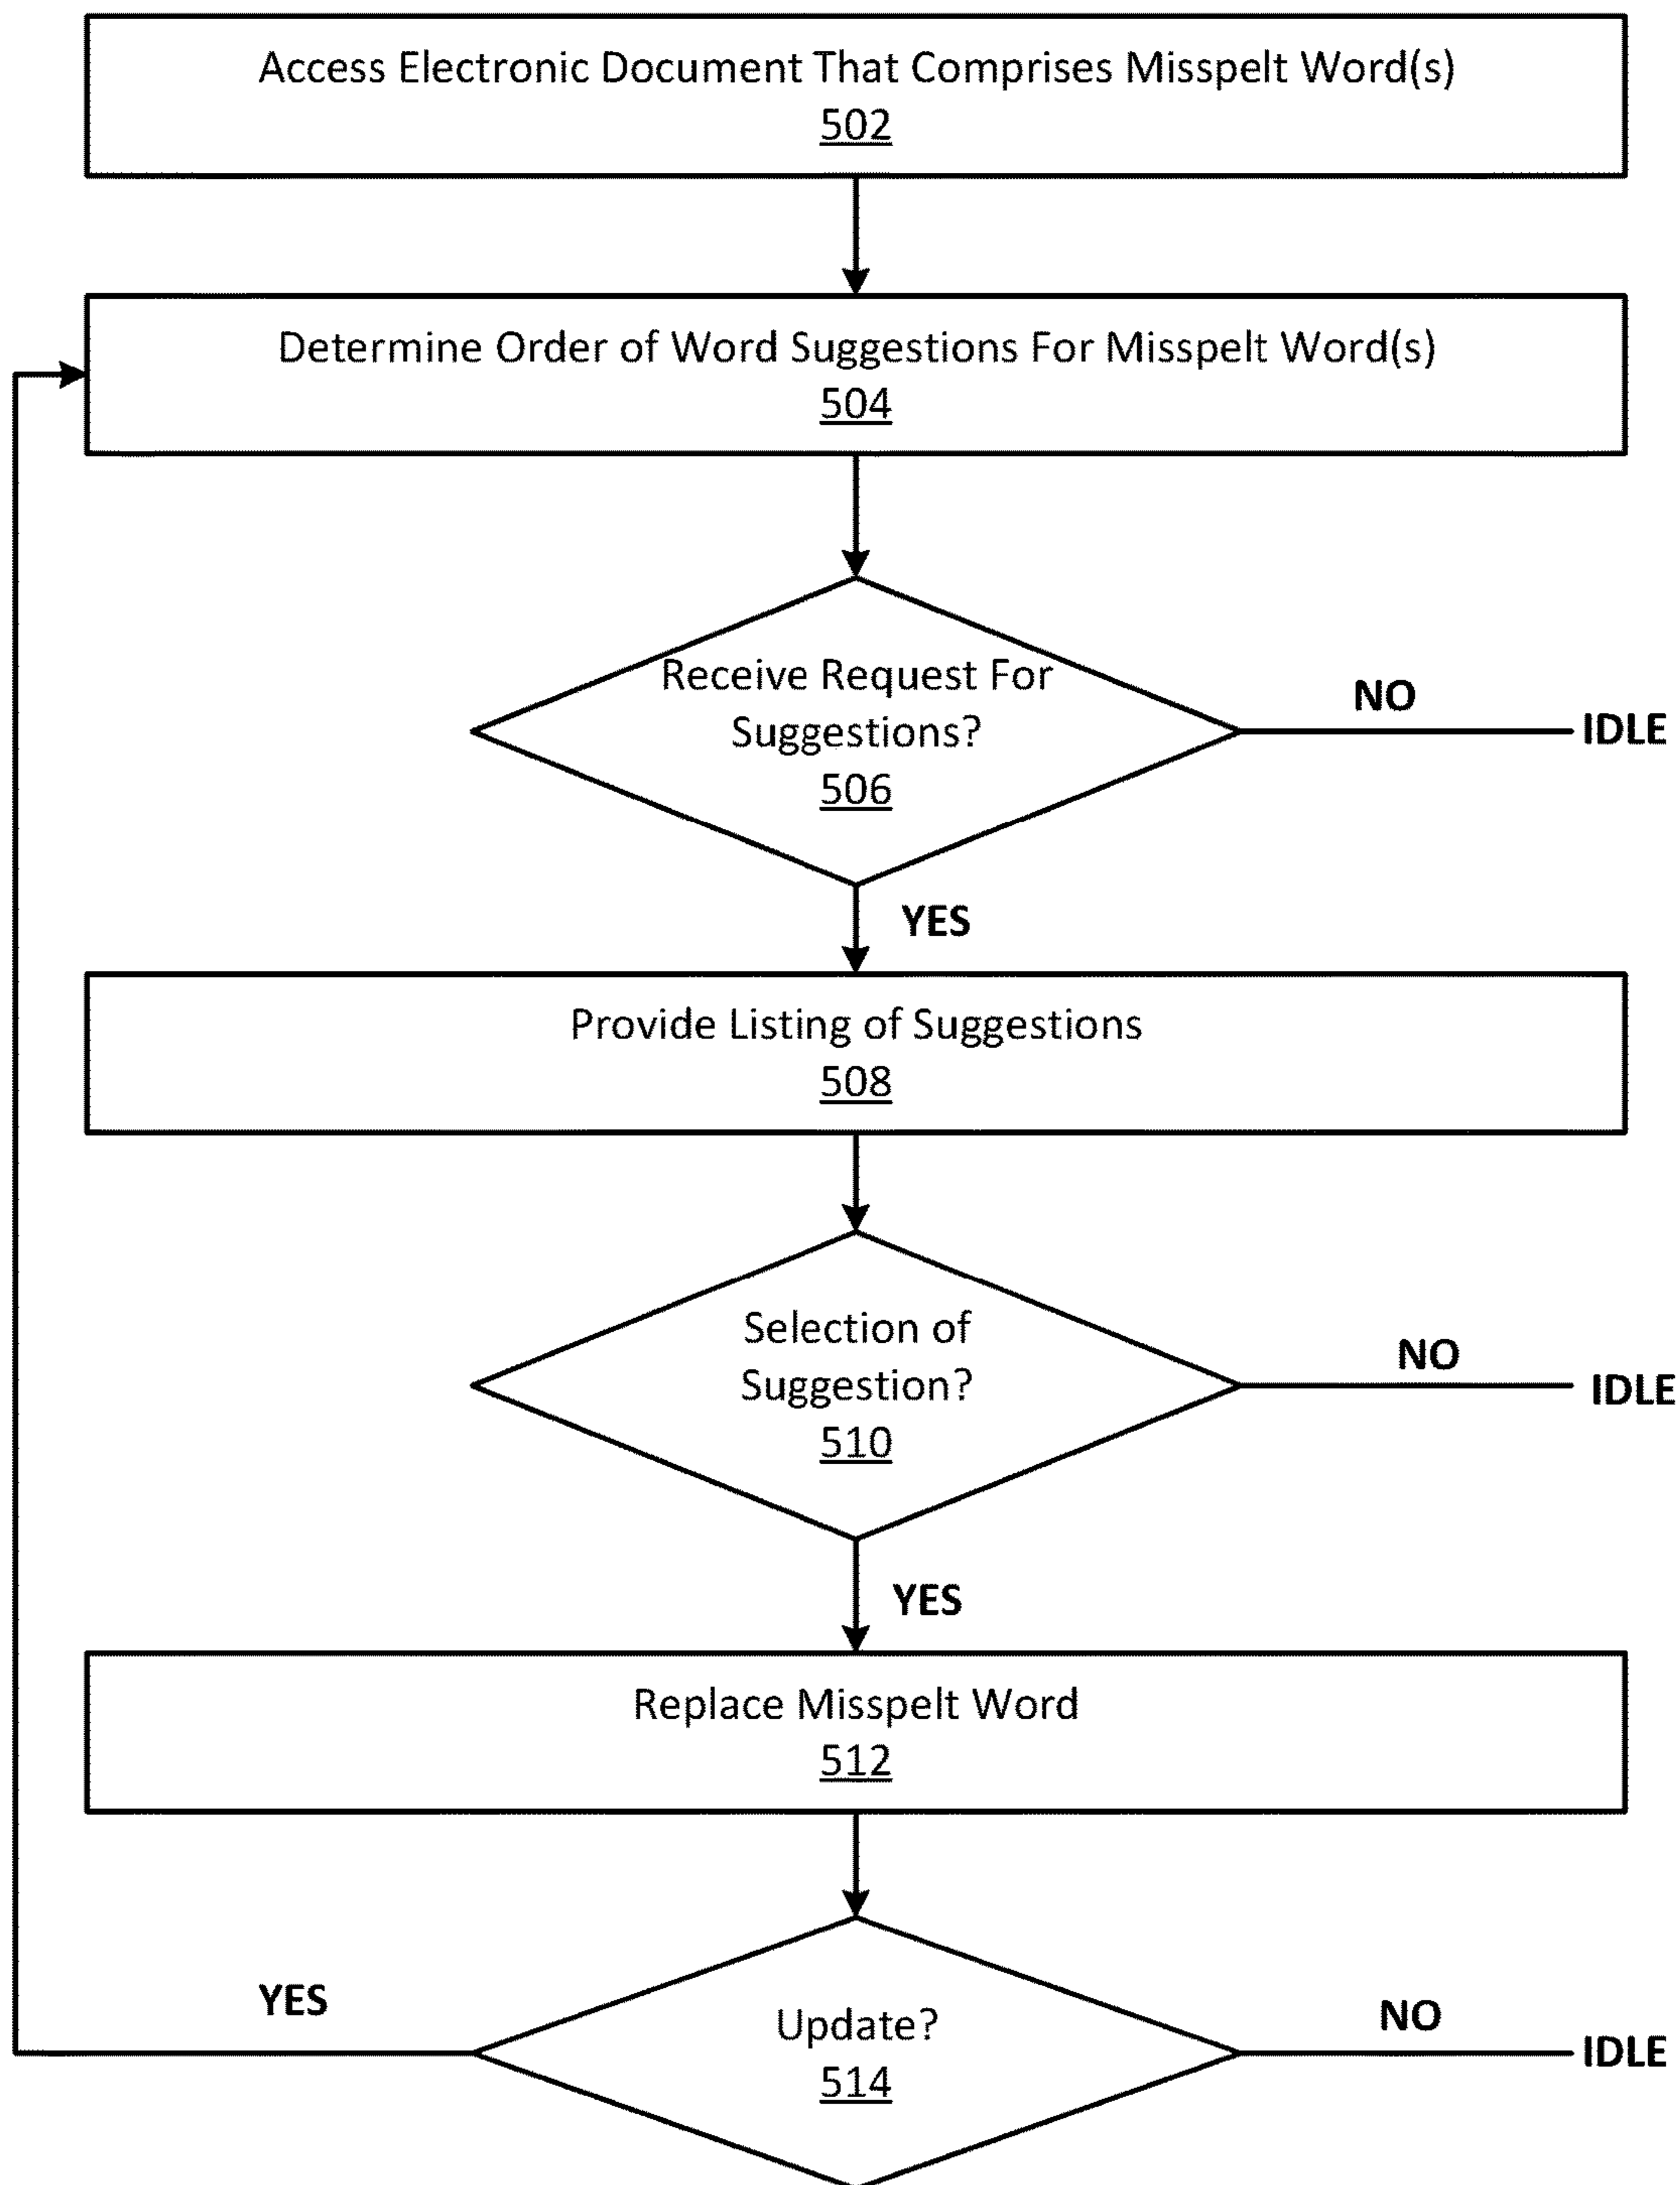 Access Electronic Document That Comprises Misspelt Word(s)
502
Determine Order of Word Suggestions For Misspelt Word(s)
504
Receive Request For
Suggestions?
506
NO
IDLE
YES
Provide Listing of Suggestions
508
Selection of
Suggestion?
510
NO
IDLE
YES
Replace Misspelt Word
512
YES
Update?
514
NO
IDLE